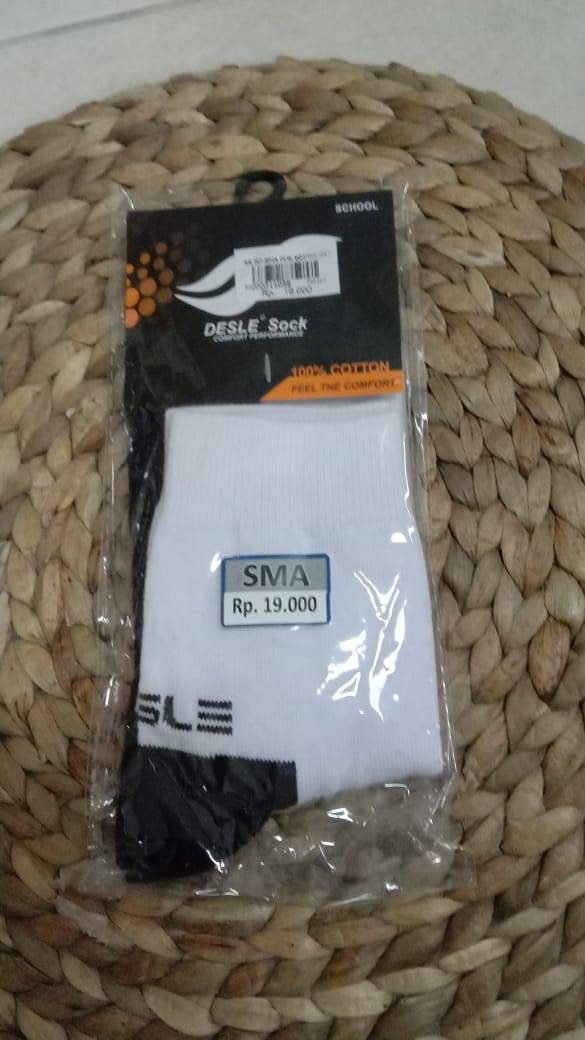 SCHOOL
Rp. 19.000
DESLE® Sock
COMFORT PERFORMANCE
100% COTTON
FEEL THE COMFORT
SMA
Rp. 19.000
SLE